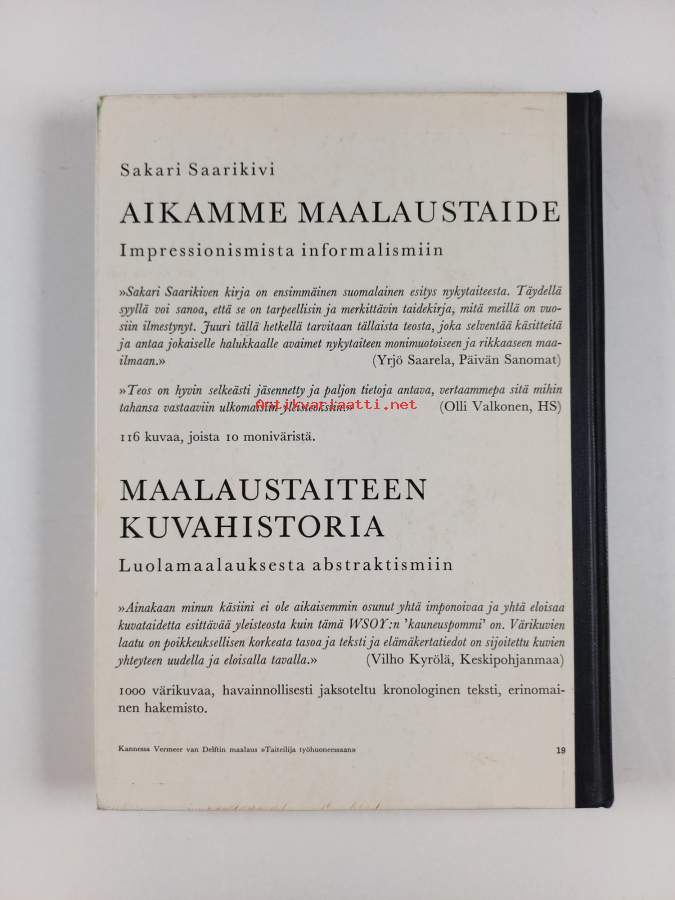 Sakari Saarikivi
AIKAMME MAALAUSTAIDE
Impressionismista informalismiin
»Sakari Saarikiven kirja on ensimmäinen suomalainen esitys nykytaiteesta. Täydellä
syyllä voi sanoa, että se on tarpeellisin ja merkittävin taidekirja, mitä meillä on vuo-
siin ilmestynyt. Juuri tällä hetkellä tarvitaan tällaista teosta, joka selventää käsitteitä
ja antaa jokaiselle halukkaalle avaimet nykytaiteen monimuotoiseen ja rikkaaseen maa-
ilmaan.» (Yrjö Saarela, Päivän Sanomat)
»Teos on hyvin selkeästi jäsennetty ja paljon tietoja antava, vertaammepa sitä mihin
tahansa vastaaviin ulkomaisiin yleisteoksiin.» (Olli Valkonen, HS)
Antikvariaatti.net
116 kuvaa, joista 10 moniväristä.
MAALAUSTAITEEN
KUVAHISTORIA
Luolamaalauksesta abstraktismiin
»Ainakaan minun käsiini ei ole aikaisemmin osunut yhtä imponoivaa ja yhtä eloisaa
kuvataidetta esittävää yleisteosta kuin tämä WSOY:n 'kauneuspommi' on. Värikuvien
laatu on poikkeuksellisen korkeata tasoa ja teksti ja elämäkertatiedot on sijoitettu kuvien
yhteyteen uudella ja eloisalla tavalla.» (Vilho Kyrölä, Keskipohjanmaa)
1000 värikuvaa, havainnollisesti jaksoteltu kronologinen teksti, erinomai-
nen hakemisto.
Kannessa Vermeer van Delftin maalaus »Taiteilija työhuoneessaan» 19